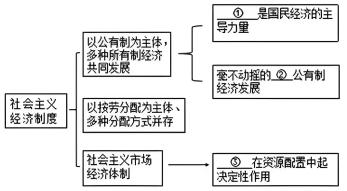 ① 是国民经济的主
导力量
以公有制为主体,
多种所有制经济
共同发展
毫不动摇的 ② 公有制
经济发展
社会主义
经济制度
以按劳分配为主体、
多种分配方式并存
社会主义市场
经济体制
③ 在资源配置中起
决定性作用